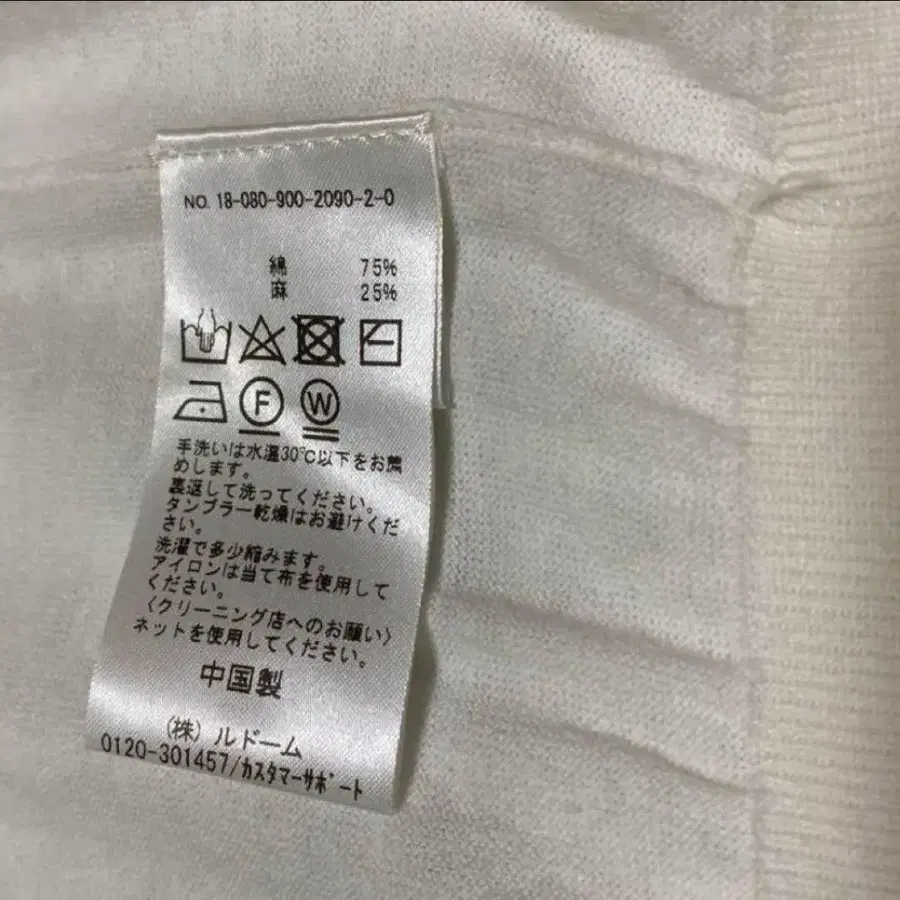 NO. 18-080-900-2090-2-0
綿 75%
麻 25%
F W
手洗いは水温30℃以下をお薦
めします。
裏返して洗ってください。
タンブラー乾燥はお避けくだ
さい。
洗濯で多少縮みます。
アイロンは当て布を使用して
ください。
〈クリーニング店へのお願い〉
ネットを使用してください。
中国製
(株)ルドーム
0120-301457/ｶｽﾀﾏｰｻﾎﾟｰﾄ